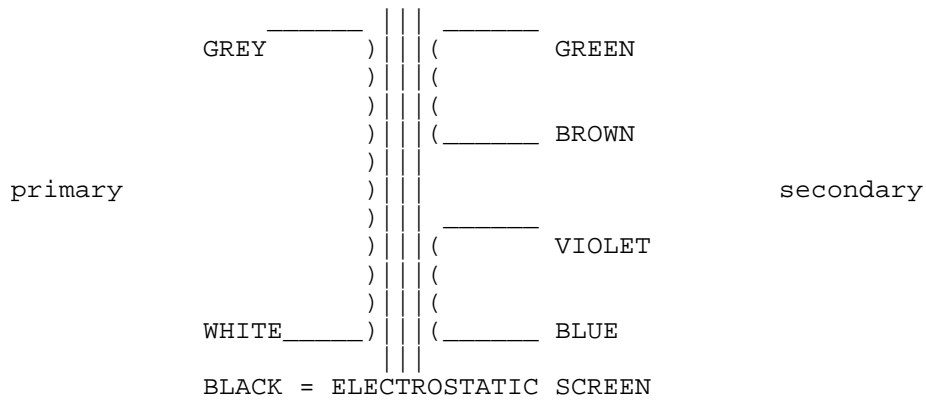 GREY GREEN
BROWN
primary secondary
VIOLET
WHITE BLUE
BLACK = ELECTROSTATIC SCREEN